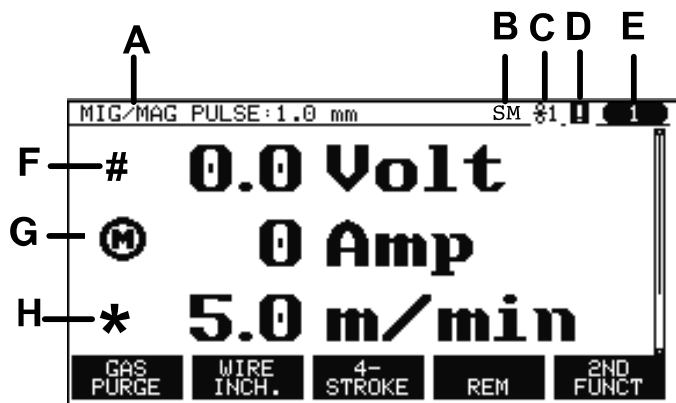 A B C D E
MIG/MAG PULSE:1.0 mm SM 1 ! 1
F # 0.0 Volt
G M 0 Amp
H * 5.0 m/min
GAS PURGE WIRE INCH. 4-STROKE REM 2ND FUNCT